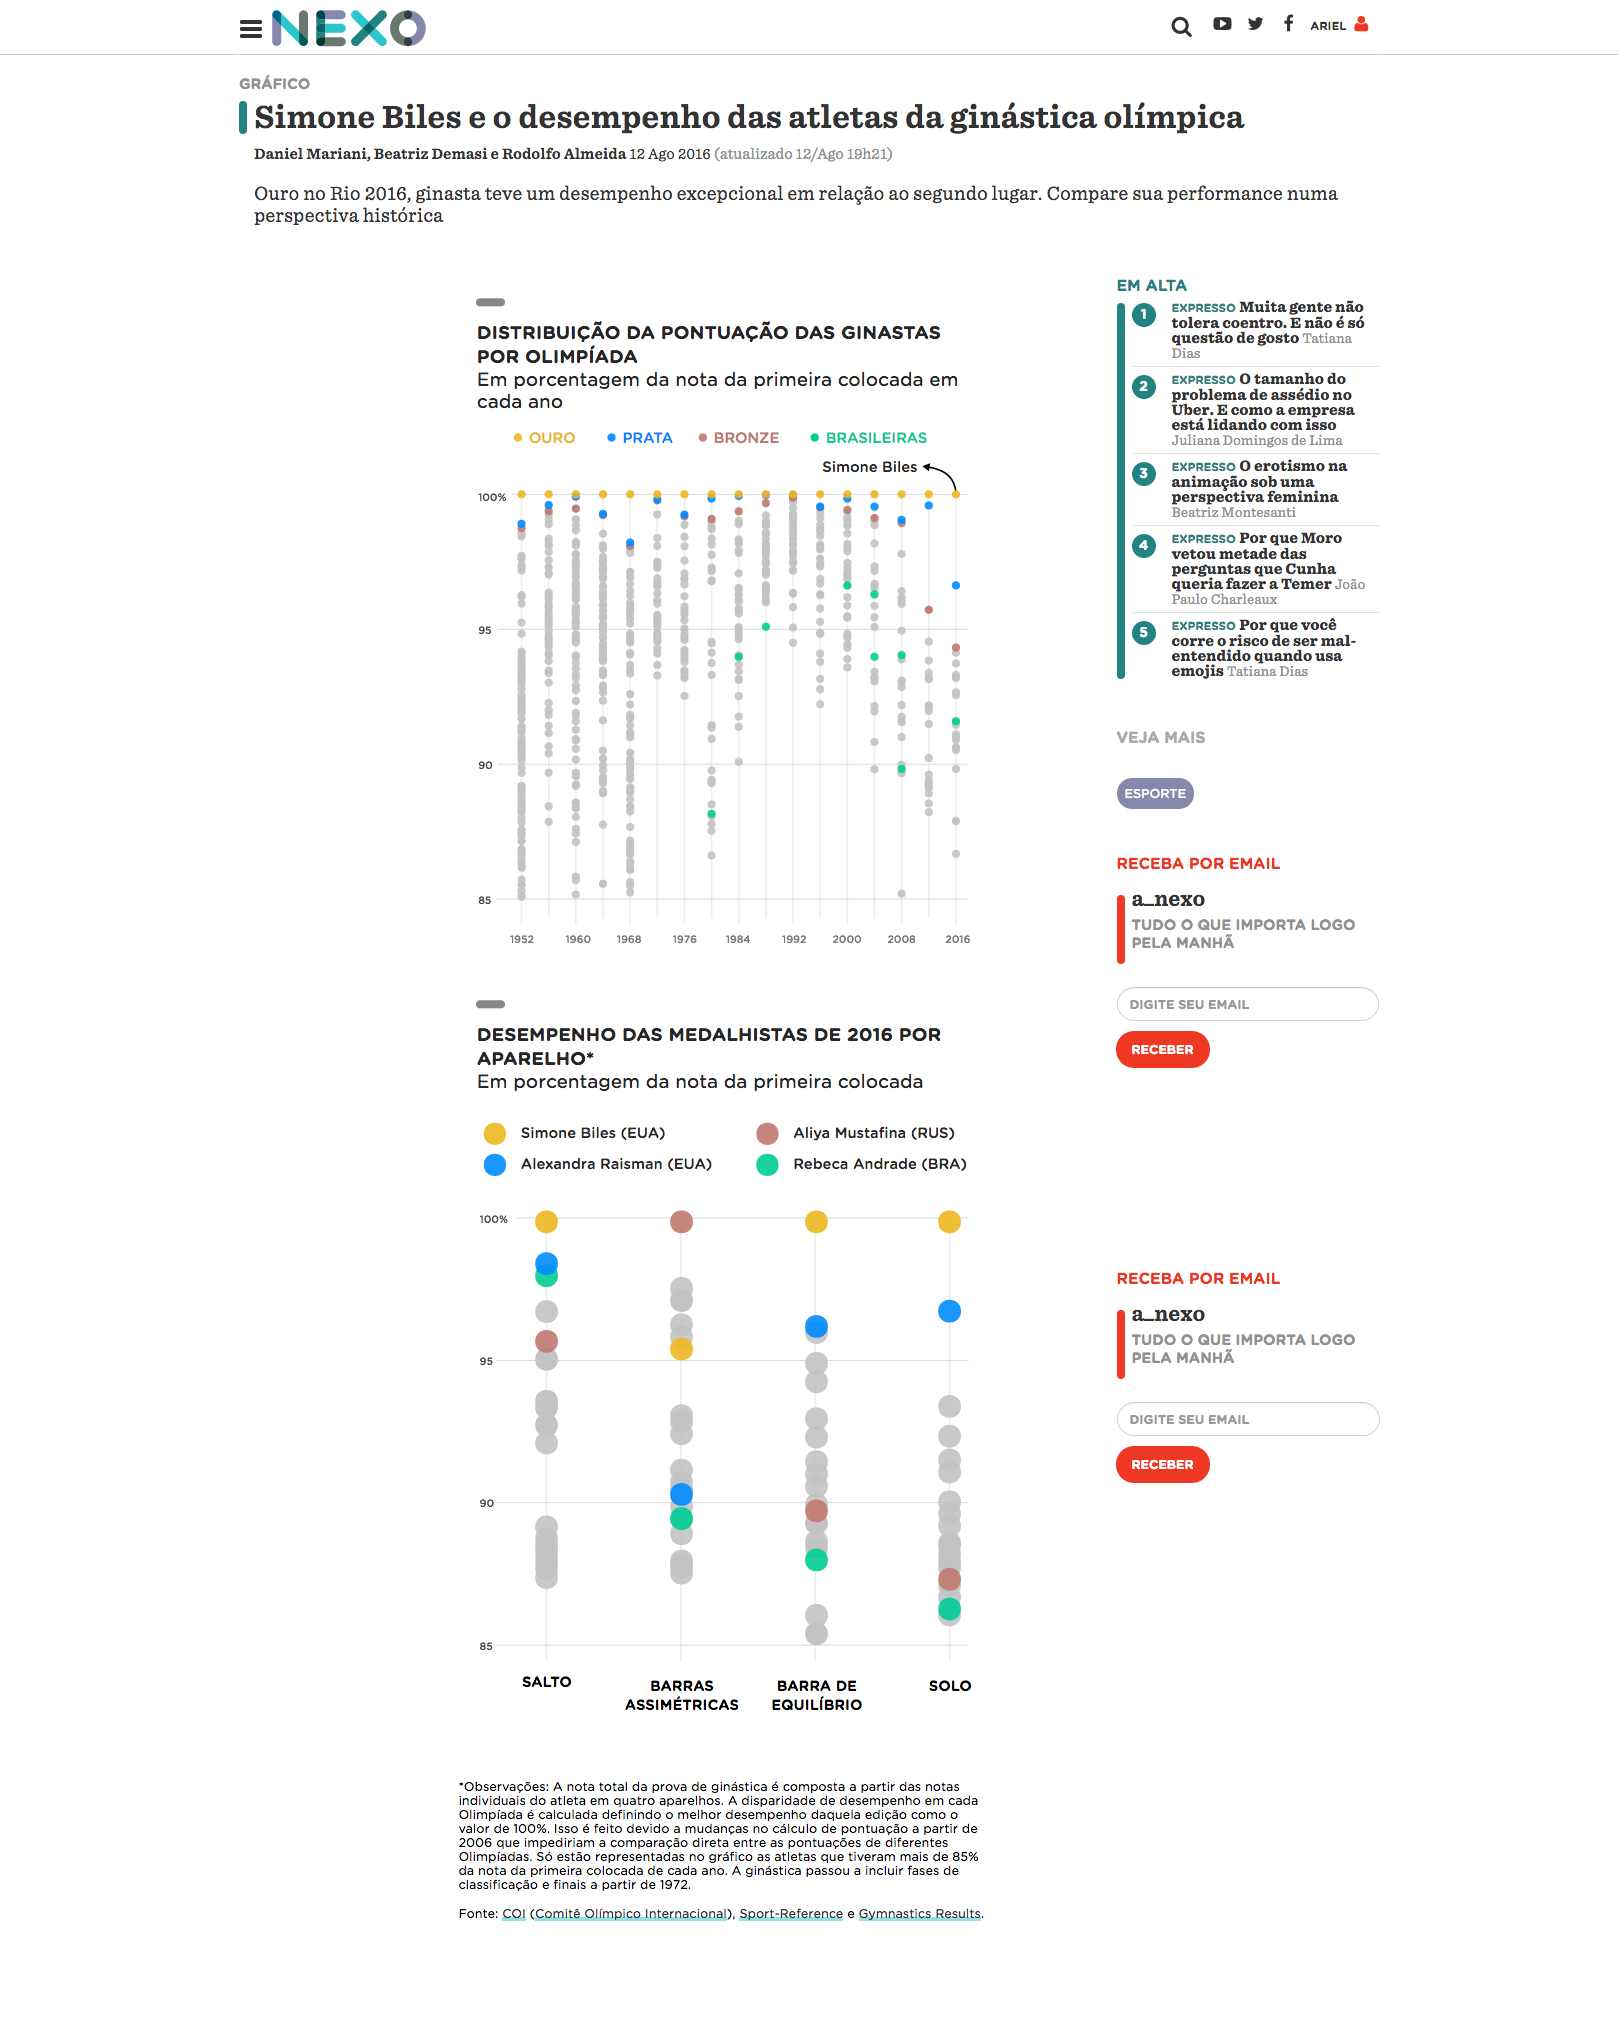 NEXO
ARIEL
GRÁFICO
Simone Biles e o desempenho das atletas da ginástica olímpica
Daniel Mariani, Beatriz Demasi e Rodolfo Almeida 12 Ago 2016 (atualizado 12/Ago 19h21)
Ouro no Rio 2016, ginasta teve um desempenho excepcional em relação ao segundo lugar. Compare sua performance numa
perspectiva histórica
DISTRIBUIÇÃO DA PONTUAÇÃO DAS GINASTAS
POR OLIMPÍADA
Em porcentagem da nota da primeira colocada em
cada ano
OURO PRATA BRONZE BRASILEIRAS
Simone Biles
100%
95
90
85
1952 1960 1968 1976 1984 1992 2000 2008 2016
DESEMPENHO DAS MEDALHISTAS DE 2016 POR
APARELHO*
Em porcentagem da nota da primeira colocada
Simone Biles (EUA) Aliya Mustafina (RUS)
Alexandra Raisman (EUA) Rebeca Andrade (BRA)
100%
95
90
85
SALTO BARRAS ASSIMÉTRICAS BARRA DE EQUILÍBRIO SOLO
*Observações: A nota total da prova de ginástica é composta a partir das notas
individuais do atleta em quatro aparelhos. A disparidade de desempenho em cada
Olimpíada é calculada definindo o melhor desempenho daquela edição como o
valor de 100%. Isso é feito devido a mudanças no cálculo de pontuação a partir de
2006 que impediriam a comparação direta entre as pontuações de diferentes
Olimpíadas. Só estão representadas no gráfico as atletas que tiveram mais de 85%
da nota da primeira colocada de cada ano. A ginástica passou a incluir fases de
classificação e finais a partir de 1972.
Fonte: COI (Comitê Olímpico Internacional), Sport-Reference e Gymnastics Results.
EM ALTA
1 EXPRESSO Muita gente não
tolera coentro. E não é só
questão de gosto Tatiana
Dias
2 EXPRESSO O tamanho do
problema de assédio no
Uber. E como a empresa
está lidando com isso
Juliana Domingos de Lima
3 EXPRESSO O erotismo na
animação sob uma
perspectiva feminina
Beatriz Montesanti
4 EXPRESSO Por que Moro
vetou metade das
perguntas que Cunha
queria fazer a Temer João
Paulo Charleaux
5 EXPRESSO Por que você
corre o risco de ser mal-
entendido quando usa
emojis Tatiana Dias
VEJA MAIS
ESPORTE
RECEBA POR EMAIL
a_nexo
TUDO O QUE IMPORTA LOGO
PELA MANHÃ
DIGITE SEU EMAIL
RECEBER
RECEBA POR EMAIL
a_nexo
TUDO O QUE IMPORTA LOGO
PELA MANHÃ
DIGITE SEU EMAIL
RECEBER